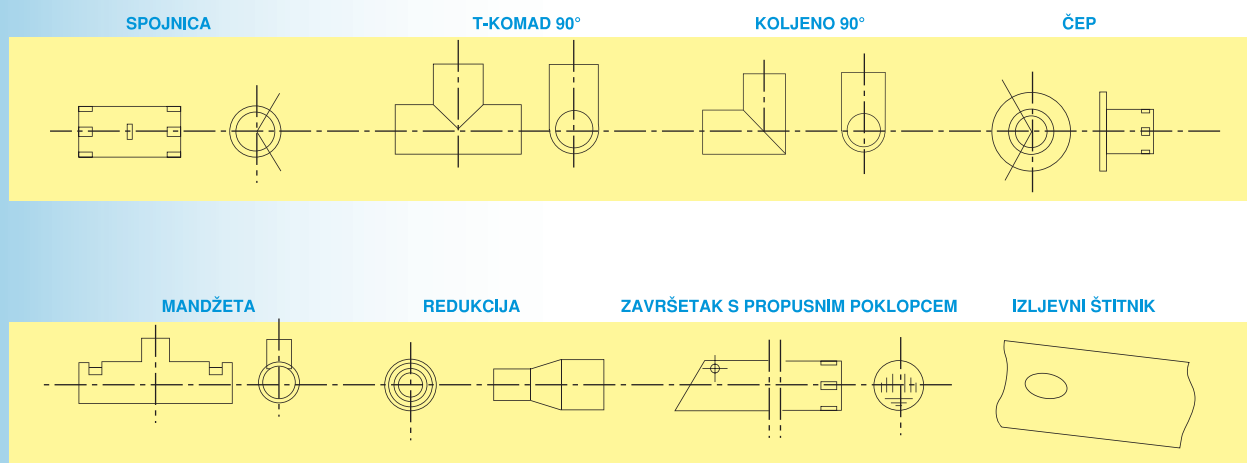 SPOJNICA T-KOMAD 90° KOLJENO 90° ČEP
MANDŽETA REDUKCIJA ZAVRŠETAK S PROPUSNIM POKLOPCEM IZLJEVNI ŠTITNIK